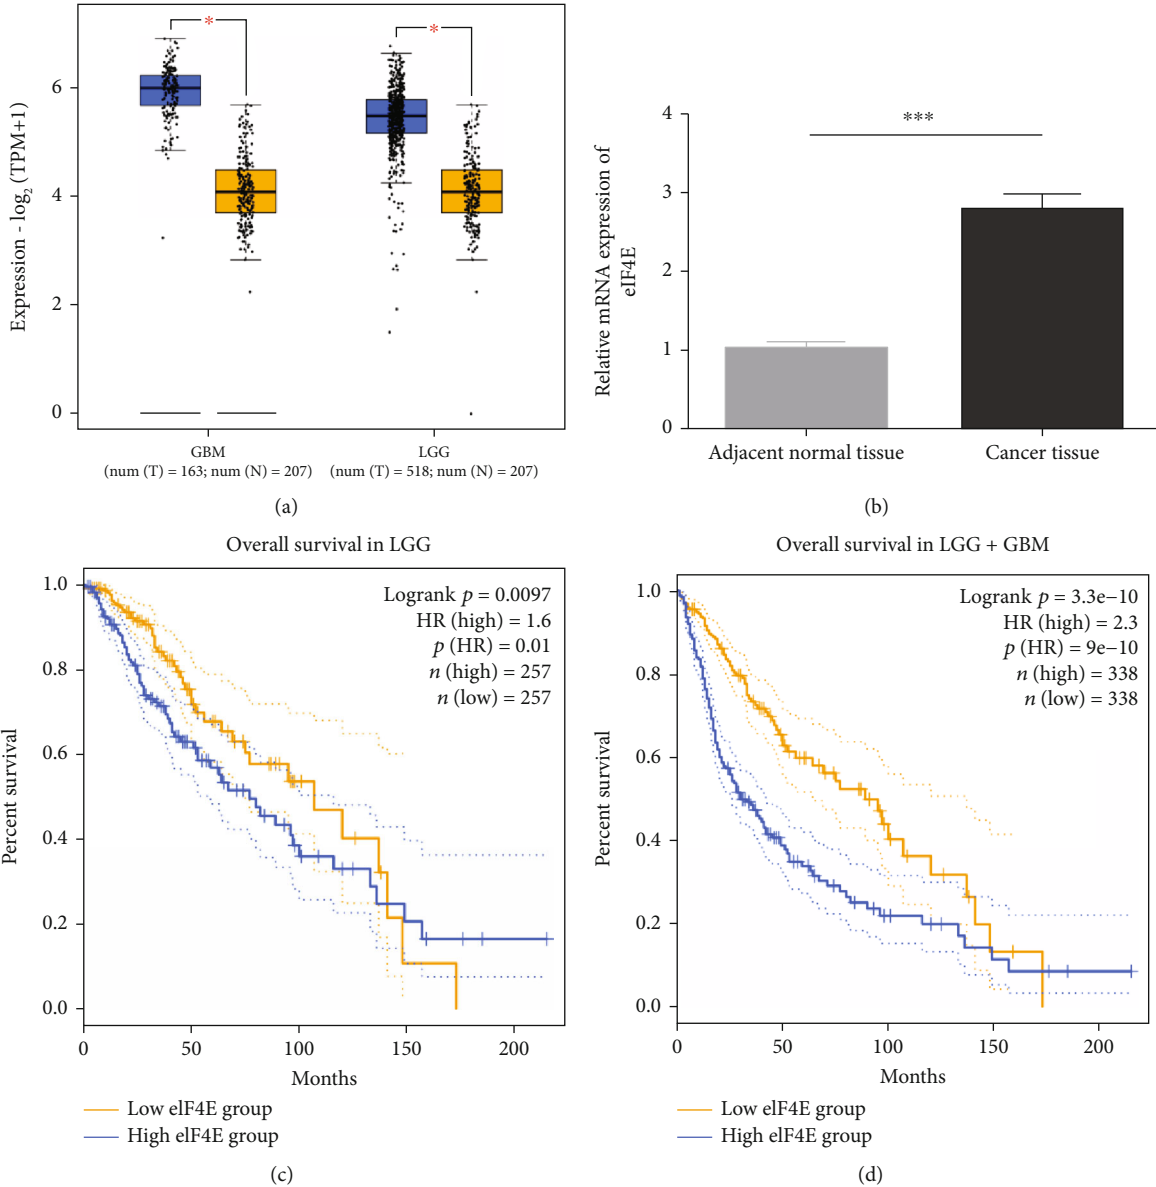 Expression - log2 (TPM+1)
6
4
2
0
*
*
GBM
(num (T) = 163; num (N) = 207)
LGG
(num (T) = 518; num (N) = 207)
(a)
Relative mRNA expression of
eIF4E
4
3
2
1
0
***
Adjacent normal tissue
Cancer tissue
(b)
Overall survival in LGG
Percent survival
1.0
0.8
0.6
0.4
0.2
0.0
Logrank p = 0.0097
HR (high) = 1.6
p (HR) = 0.01
n (high) = 257
n (low) = 257
0 50 100 150 200
Months
Low elF4E group
High elF4E group
(c)
Overall survival in LGG + GBM
Percent survival
1.0
0.8
0.6
0.4
0.2
0.0
Logrank p = 3.3e−10
HR (high) = 2.3
p (HR) = 9e−10
n (high) = 338
n (low) = 338
0 50 100 150 200
Months
Low elF4E group
High elF4E group
(d)